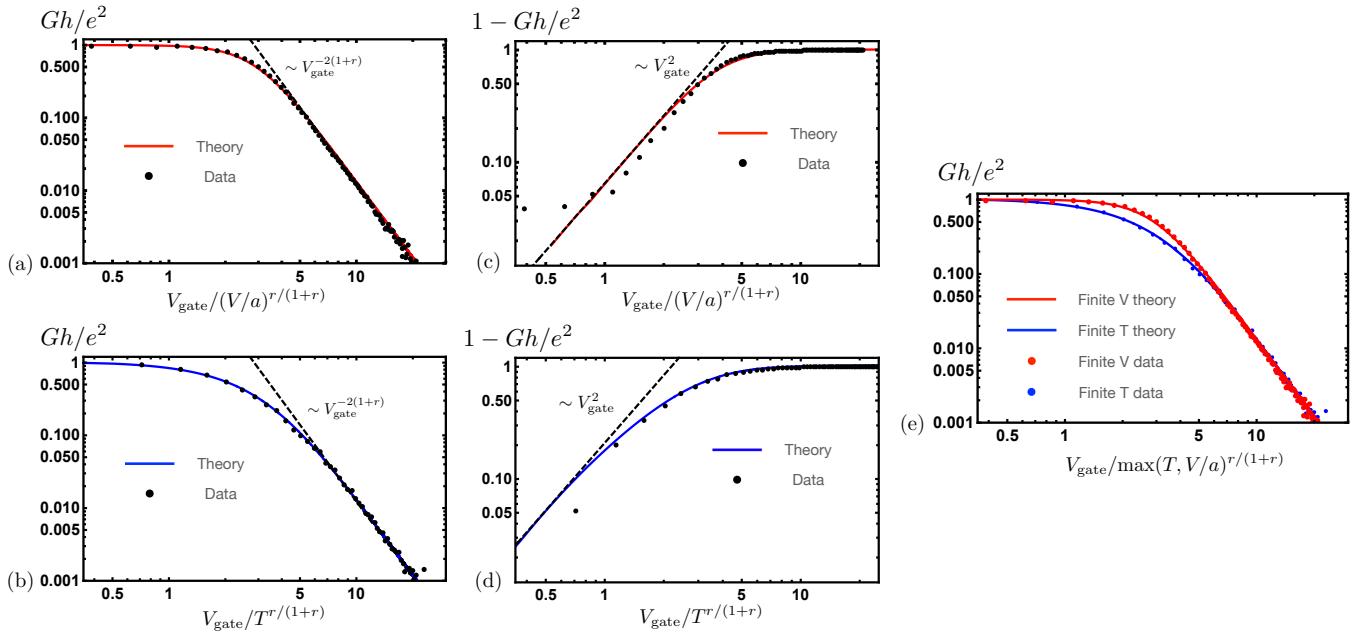 Gh/e²
1
0.500
0.100
0.050
0.010
0.005
0.001
∼ V_gate^{−2(1+r)}
Theory
Data
(a)
0.5 1 5 10
V_gate/(V/a)^{r/(1+r)}
1 − Gh/e²
1
0.50
0.10
0.05
∼ V_gate^2
Theory
Data
(c)
0.5 1 5 10
V_gate/(V/a)^{r/(1+r)}
Gh/e²
1
0.500
0.100
0.050
0.010
0.005
0.001
∼ V_gate^{−2(1+r)}
Theory
Data
(b)
0.5 1 5 10
V_gate/T^{r/(1+r)}
1 − Gh/e²
1
0.50
0.10
0.05
∼ V_gate^2
Theory
Data
(d)
0.5 1 5 10
V_gate/T^{r/(1+r)}
Gh/e²
1
0.500
0.100
0.050
0.010
0.005
0.001
Finite V theory
Finite T theory
Finite V data
Finite T data
(e)
0.5 1 5 10
V_gate/max(T, V/a)^{r/(1+r)}